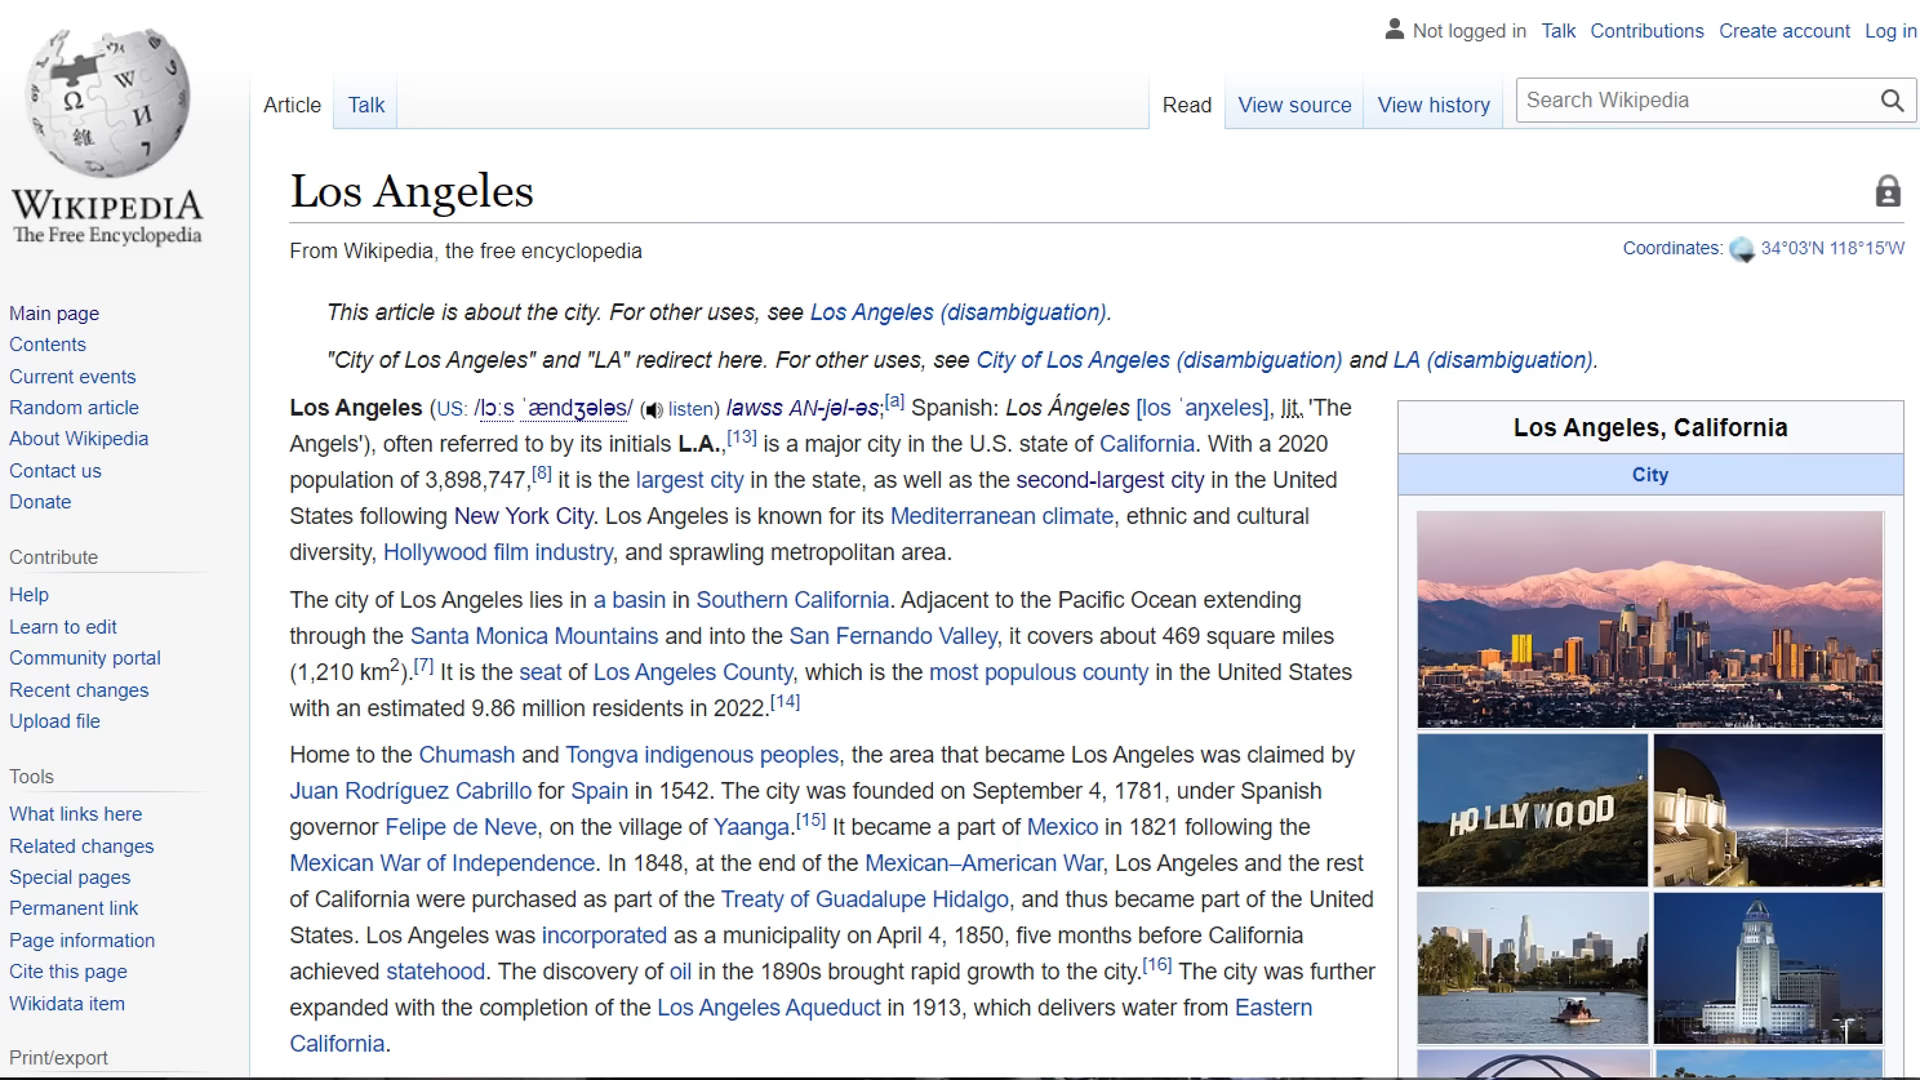 Not logged in Talk Contributions Create account Log in
Article Talk Read View source View history Search Wikipedia
WIKIPEDIA
The Free Encyclopedia
Main page
Contents
Current events
Random article
About Wikipedia
Contact us
Donate
Contribute
Help
Learn to edit
Community portal
Recent changes
Upload file
Tools
What links here
Related changes
Special pages
Permanent link
Page information
Cite this page
Wikidata item
Print/export
Los Angeles
From Wikipedia, the free encyclopedia
Coordinates: 34°03′N 118°15′W
This article is about the city. For other uses, see Los Angeles (disambiguation).
"City of Los Angeles" and "LA" redirect here. For other uses, see City of Los Angeles (disambiguation) and LA (disambiguation).
Los Angeles (US: /lɔːs ˈændʒələs/ (listen) lawss AN-jəl-əs;[a] Spanish: Los Ángeles [los ˈaŋxeles], lit. 'The
Angels'), often referred to by its initials L.A.,[13] is a major city in the U.S. state of California. With a 2020
population of 3,898,747,[8] it is the largest city in the state, as well as the second-largest city in the United
States following New York City. Los Angeles is known for its Mediterranean climate, ethnic and cultural
diversity, Hollywood film industry, and sprawling metropolitan area.
The city of Los Angeles lies in a basin in Southern California. Adjacent to the Pacific Ocean extending
through the Santa Monica Mountains and into the San Fernando Valley, it covers about 469 square miles
(1,210 km2).[7] It is the seat of Los Angeles County, which is the most populous county in the United States
with an estimated 9.86 million residents in 2022.[14]
Home to the Chumash and Tongva indigenous peoples, the area that became Los Angeles was claimed by
Juan Rodríguez Cabrillo for Spain in 1542. The city was founded on September 4, 1781, under Spanish
governor Felipe de Neve, on the village of Yaanga.[15] It became a part of Mexico in 1821 following the
Mexican War of Independence. In 1848, at the end of the Mexican–American War, Los Angeles and the rest
of California were purchased as part of the Treaty of Guadalupe Hidalgo, and thus became part of the United
States. Los Angeles was incorporated as a municipality on April 4, 1850, five months before California
achieved statehood. The discovery of oil in the 1890s brought rapid growth to the city.[16] The city was further
expanded with the completion of the Los Angeles Aqueduct in 1913, which delivers water from Eastern
California.
Los Angeles, California
City
HOLLYWOOD